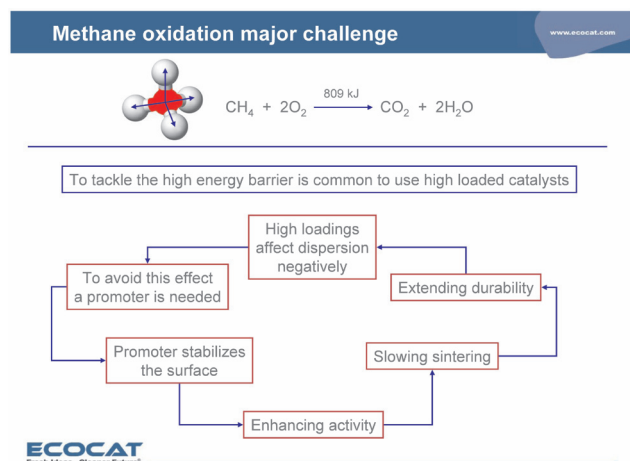 Methane oxidation major challenge
www.ecocat.com
809 kJ
CH₄ + 2O₂ → CO₂ + 2H₂O
To tackle the high energy barrier is common to use high loaded catalysts
High loadings
affect dispersion
negatively
To avoid this effect
a promoter is needed
Extending durability
Promoter stabilizes
the surface
Slowing sintering
Enhancing activity
ECOCAT